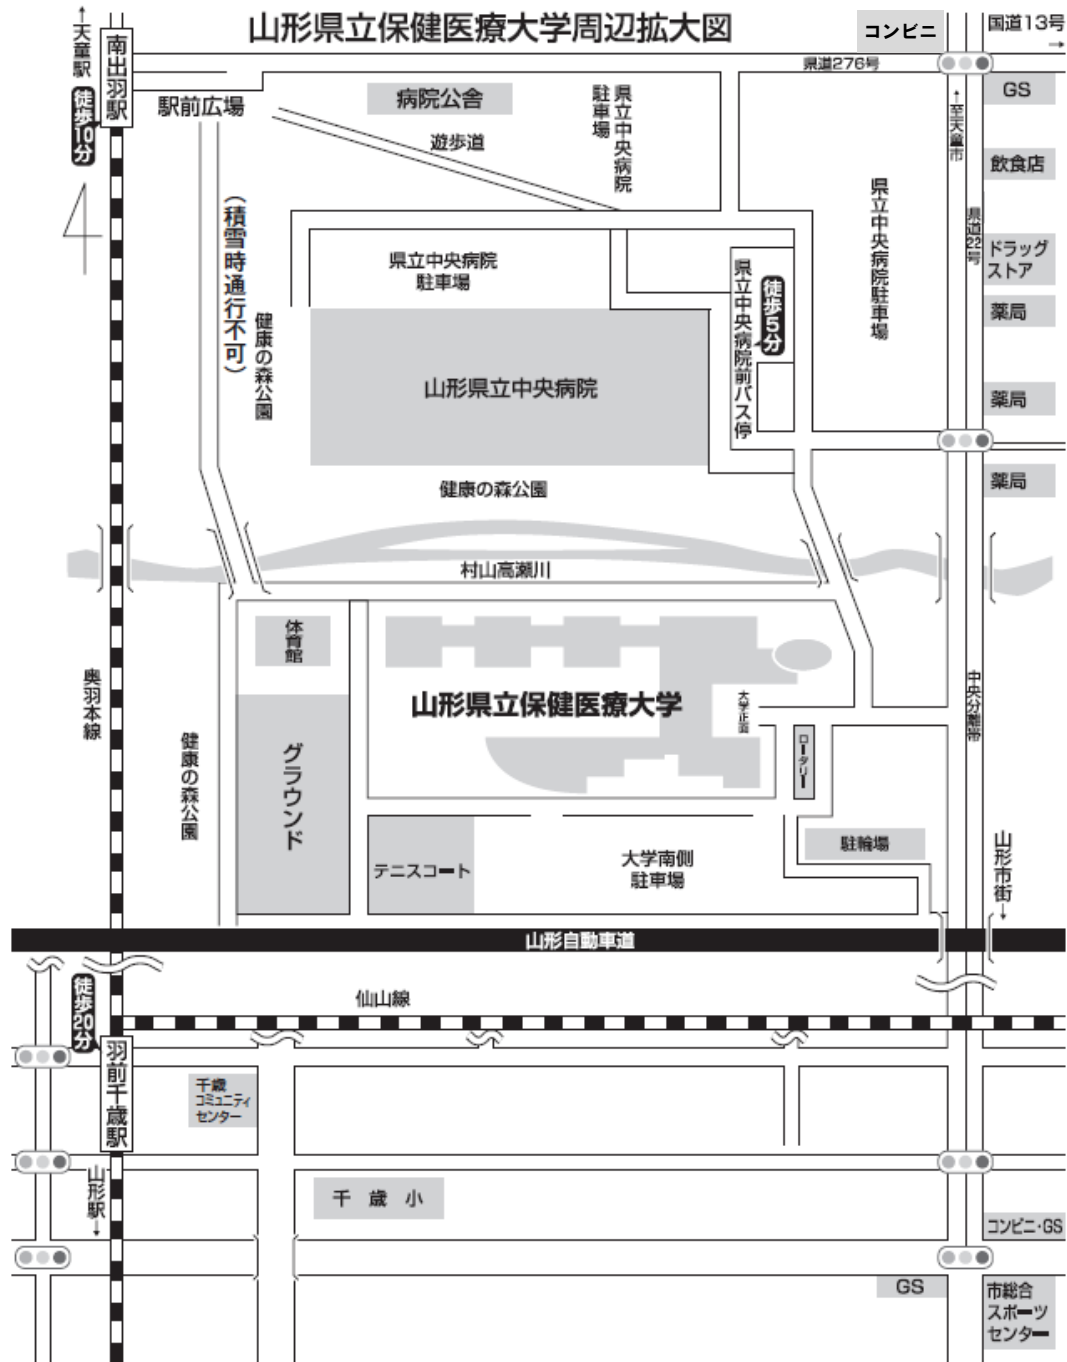 山形県立保健医療大学周辺拡大図
コンビニ
国道13号
→
↑天童駅
南出羽駅
徒歩10分
県道276号
駅前広場
病院公舎
県立中央病院
駐車場
遊歩道
↑至天童市
GS
飲食店
県道22号
ドラッグ
ストア
薬局
薬局
薬局
(積雪時通行不可)
健康の森公園
県立中央病院
駐車場
県立中央病院前バス停
徒歩5分
県立中央病院駐車場
山形県立中央病院
健康の森公園
村山高瀬川
体育館
奥羽本線
健康の森公園
グラウンド
山形県立保健医療大学
大学正面
ロータリー
中央分離帯
テニスコート
大学南側
駐車場
駐輪場
山形市街→
山形自動車道
徒歩20分
仙山線
羽前千歳駅
千歳
コミュニティ
センター
山形駅→
千歳小
コンビニ・GS
GS
市総合
スポーツ
センター